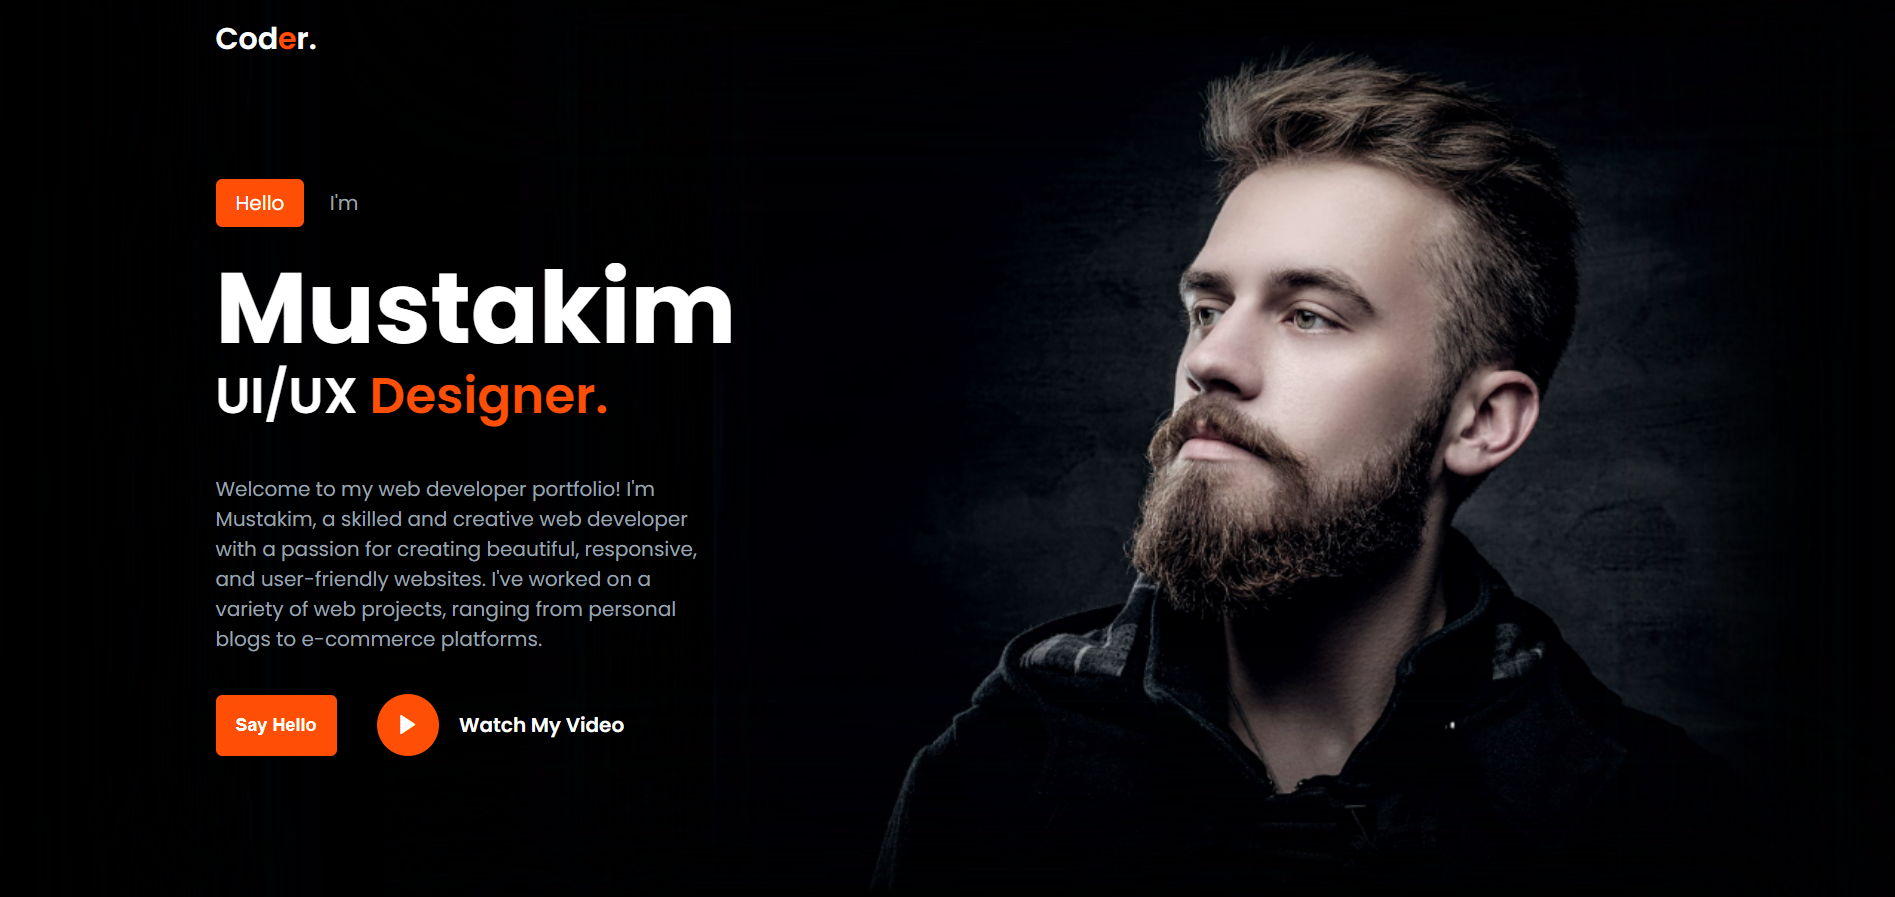 Coder.
Hello I'm
Mustakim
UI/UX Designer.
Welcome to my web developer portfolio! I'm
Mustakim, a skilled and creative web developer
with a passion for creating beautiful, responsive,
and user-friendly websites. I've worked on a
variety of web projects, ranging from personal
blogs to e-commerce platforms.
Say Hello Watch My Video